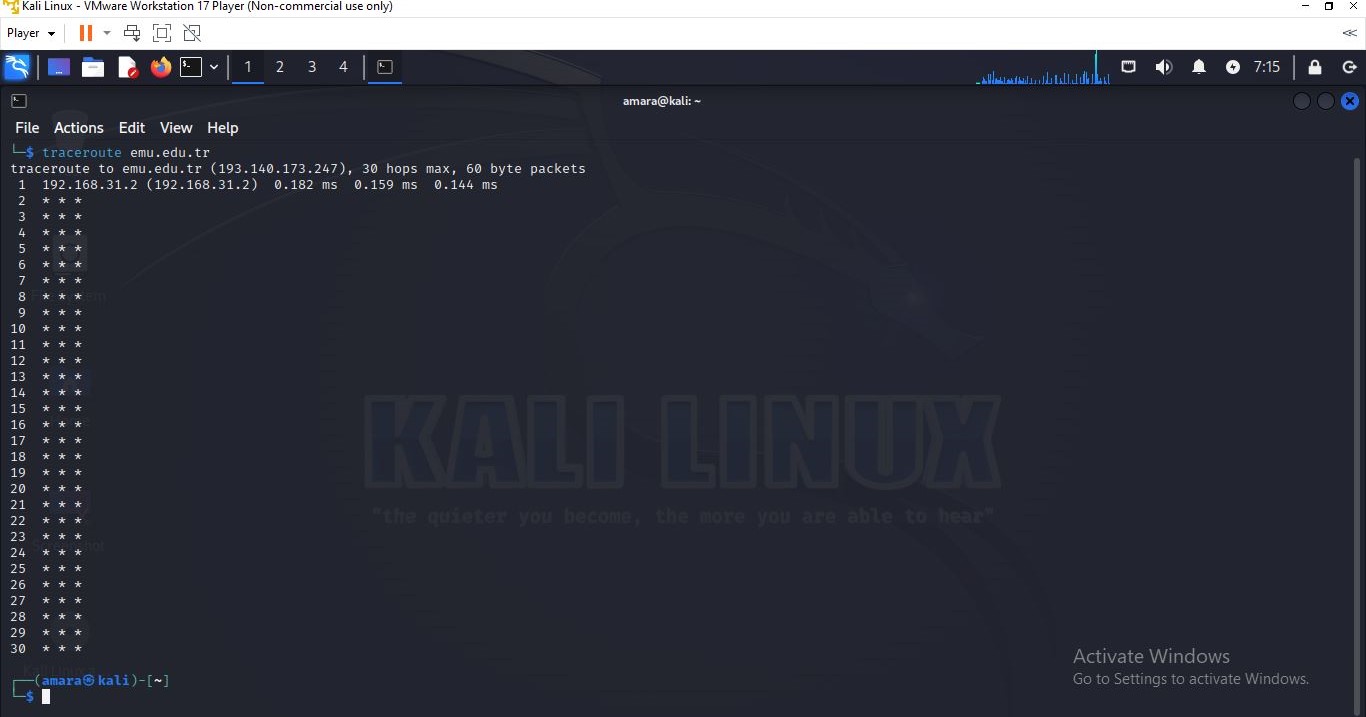 Kali Linux - VMware Workstation 17 Player (Non-commercial use only)
Player
1 2 3 4
7:15
amara@kali: ~
File Actions Edit View Help
└─$ traceroute emu.edu.tr
traceroute to emu.edu.tr (193.140.173.247), 30 hops max, 60 byte packets
1 192.168.31.2 (192.168.31.2) 0.182 ms 0.159 ms 0.144 ms
2 * * *
3 * * *
4 * * *
5 * * *
6 * * *
7 * * *
8 * * *
9 * * *
10 * * *
11 * * *
12 * * *
13 * * *
14 * * *
15 * * *
16 * * *
17 * * *
18 * * *
19 * * *
20 * * *
21 * * *
22 * * *
23 * * *
24 * * *
25 * * *
26 * * *
27 * * *
28 * * *
29 * * *
30 * * *
┌──(amara㉿kali)-[~]
└─$
KALI LINUX
"the quieter you become, the more you are able to hear"
Activate Windows
Go to Settings to activate Windows.